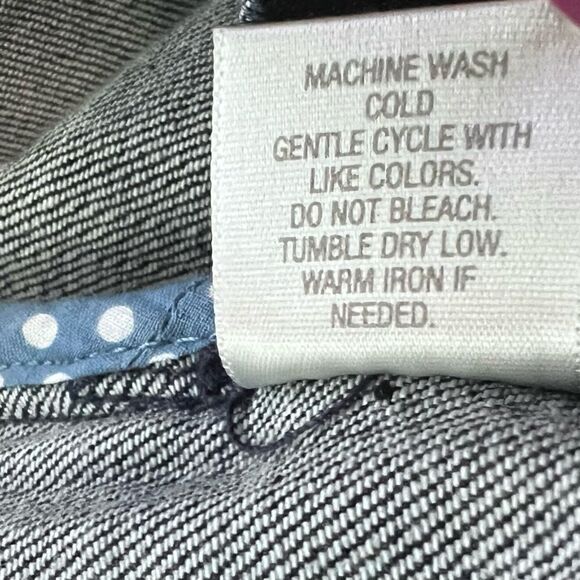 MACHINE WASH
COLD
GENTLE CYCLE WITH
LIKE COLORS.
DO NOT BLEACH.
TUMBLE DRY LOW.
WARM IRON IF
NEEDED.